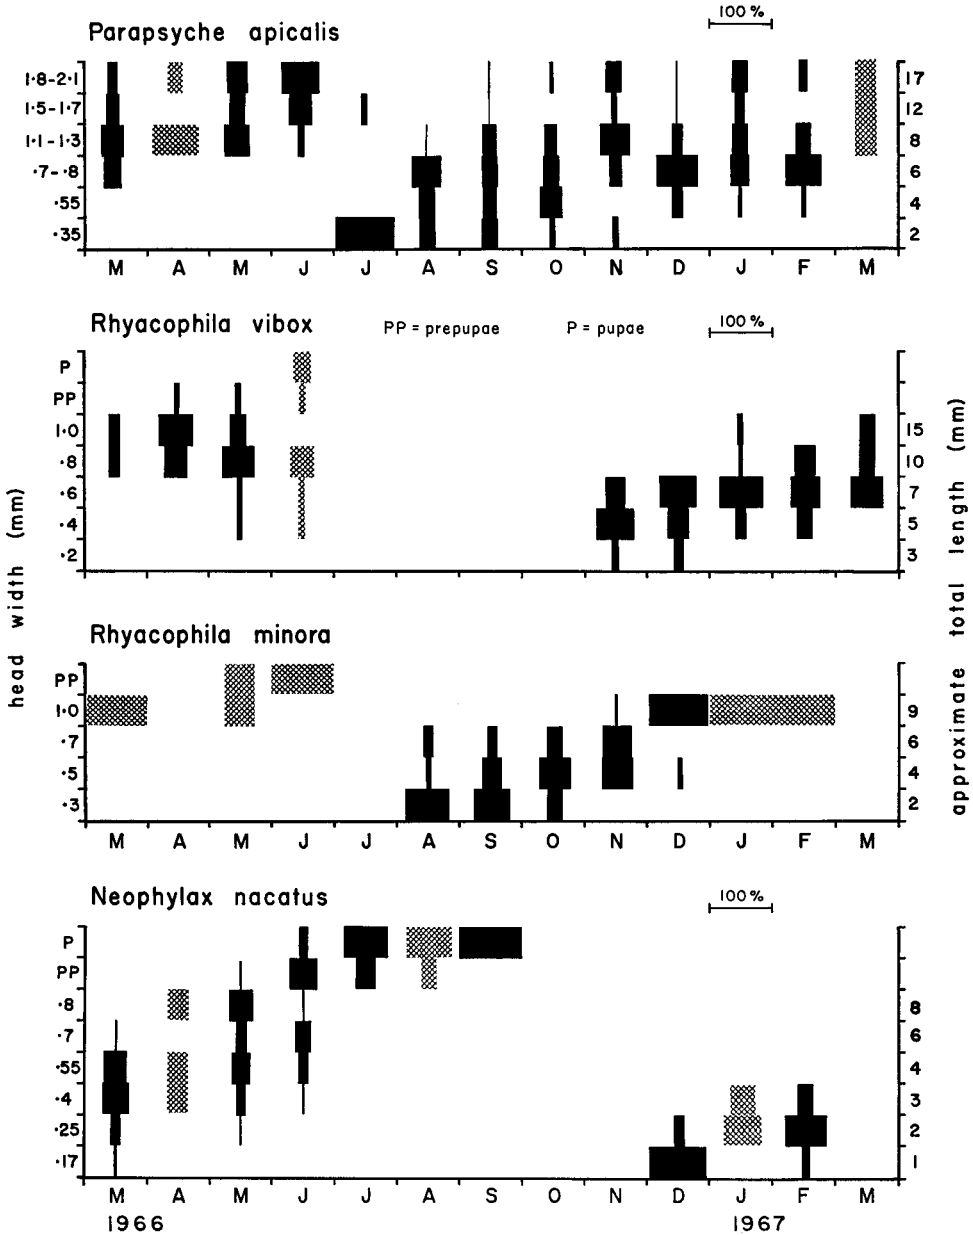 100 %
Parapsyche apicalis
1·8-2·1
1·5-1·7
1·1-1·3
·7-·8
·55
·35
17
12
8
6
4
2
M A M J J A S O N D J F M
Rhyacophila vibox
PP = prepupae
P = pupae
100 %
P
PP
1·0
·8
·6
·4
·2
15
10
7
5
3
Rhyacophila minora
PP
1·0
·7
·5
·3
9
6
4
2
M A M J J A S O N D J F M
Neophylax nacatus
100 %
P
PP
·8
·7
·55
·4
·25
·17
8
6
4
3
2
1
M A M J J A S O N D J F M
1966
1967
head width (mm)
approximate total length (mm)